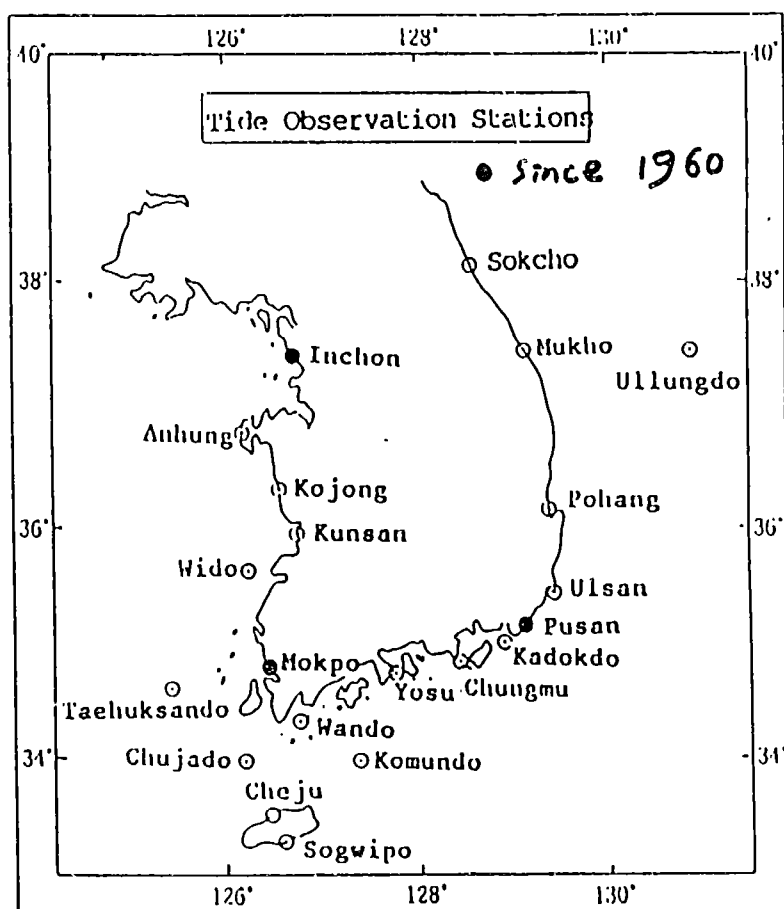 126° 128° 130°
40° 40°
Tide Observation Stations
since 1960
Sokcho
38° 38°
Mukho
Ullungdo
Inchon
Anhung
Kojong
Pohang
36° 36°
Kunsan
Wido
Ulsan
Pusan
Kadokdo
Mokpo
Yosu
Chungmu
Taehuksando
Wando
34° 34°
Chujado
Komundo
Cheju
Sogwipo
126° 128° 130°